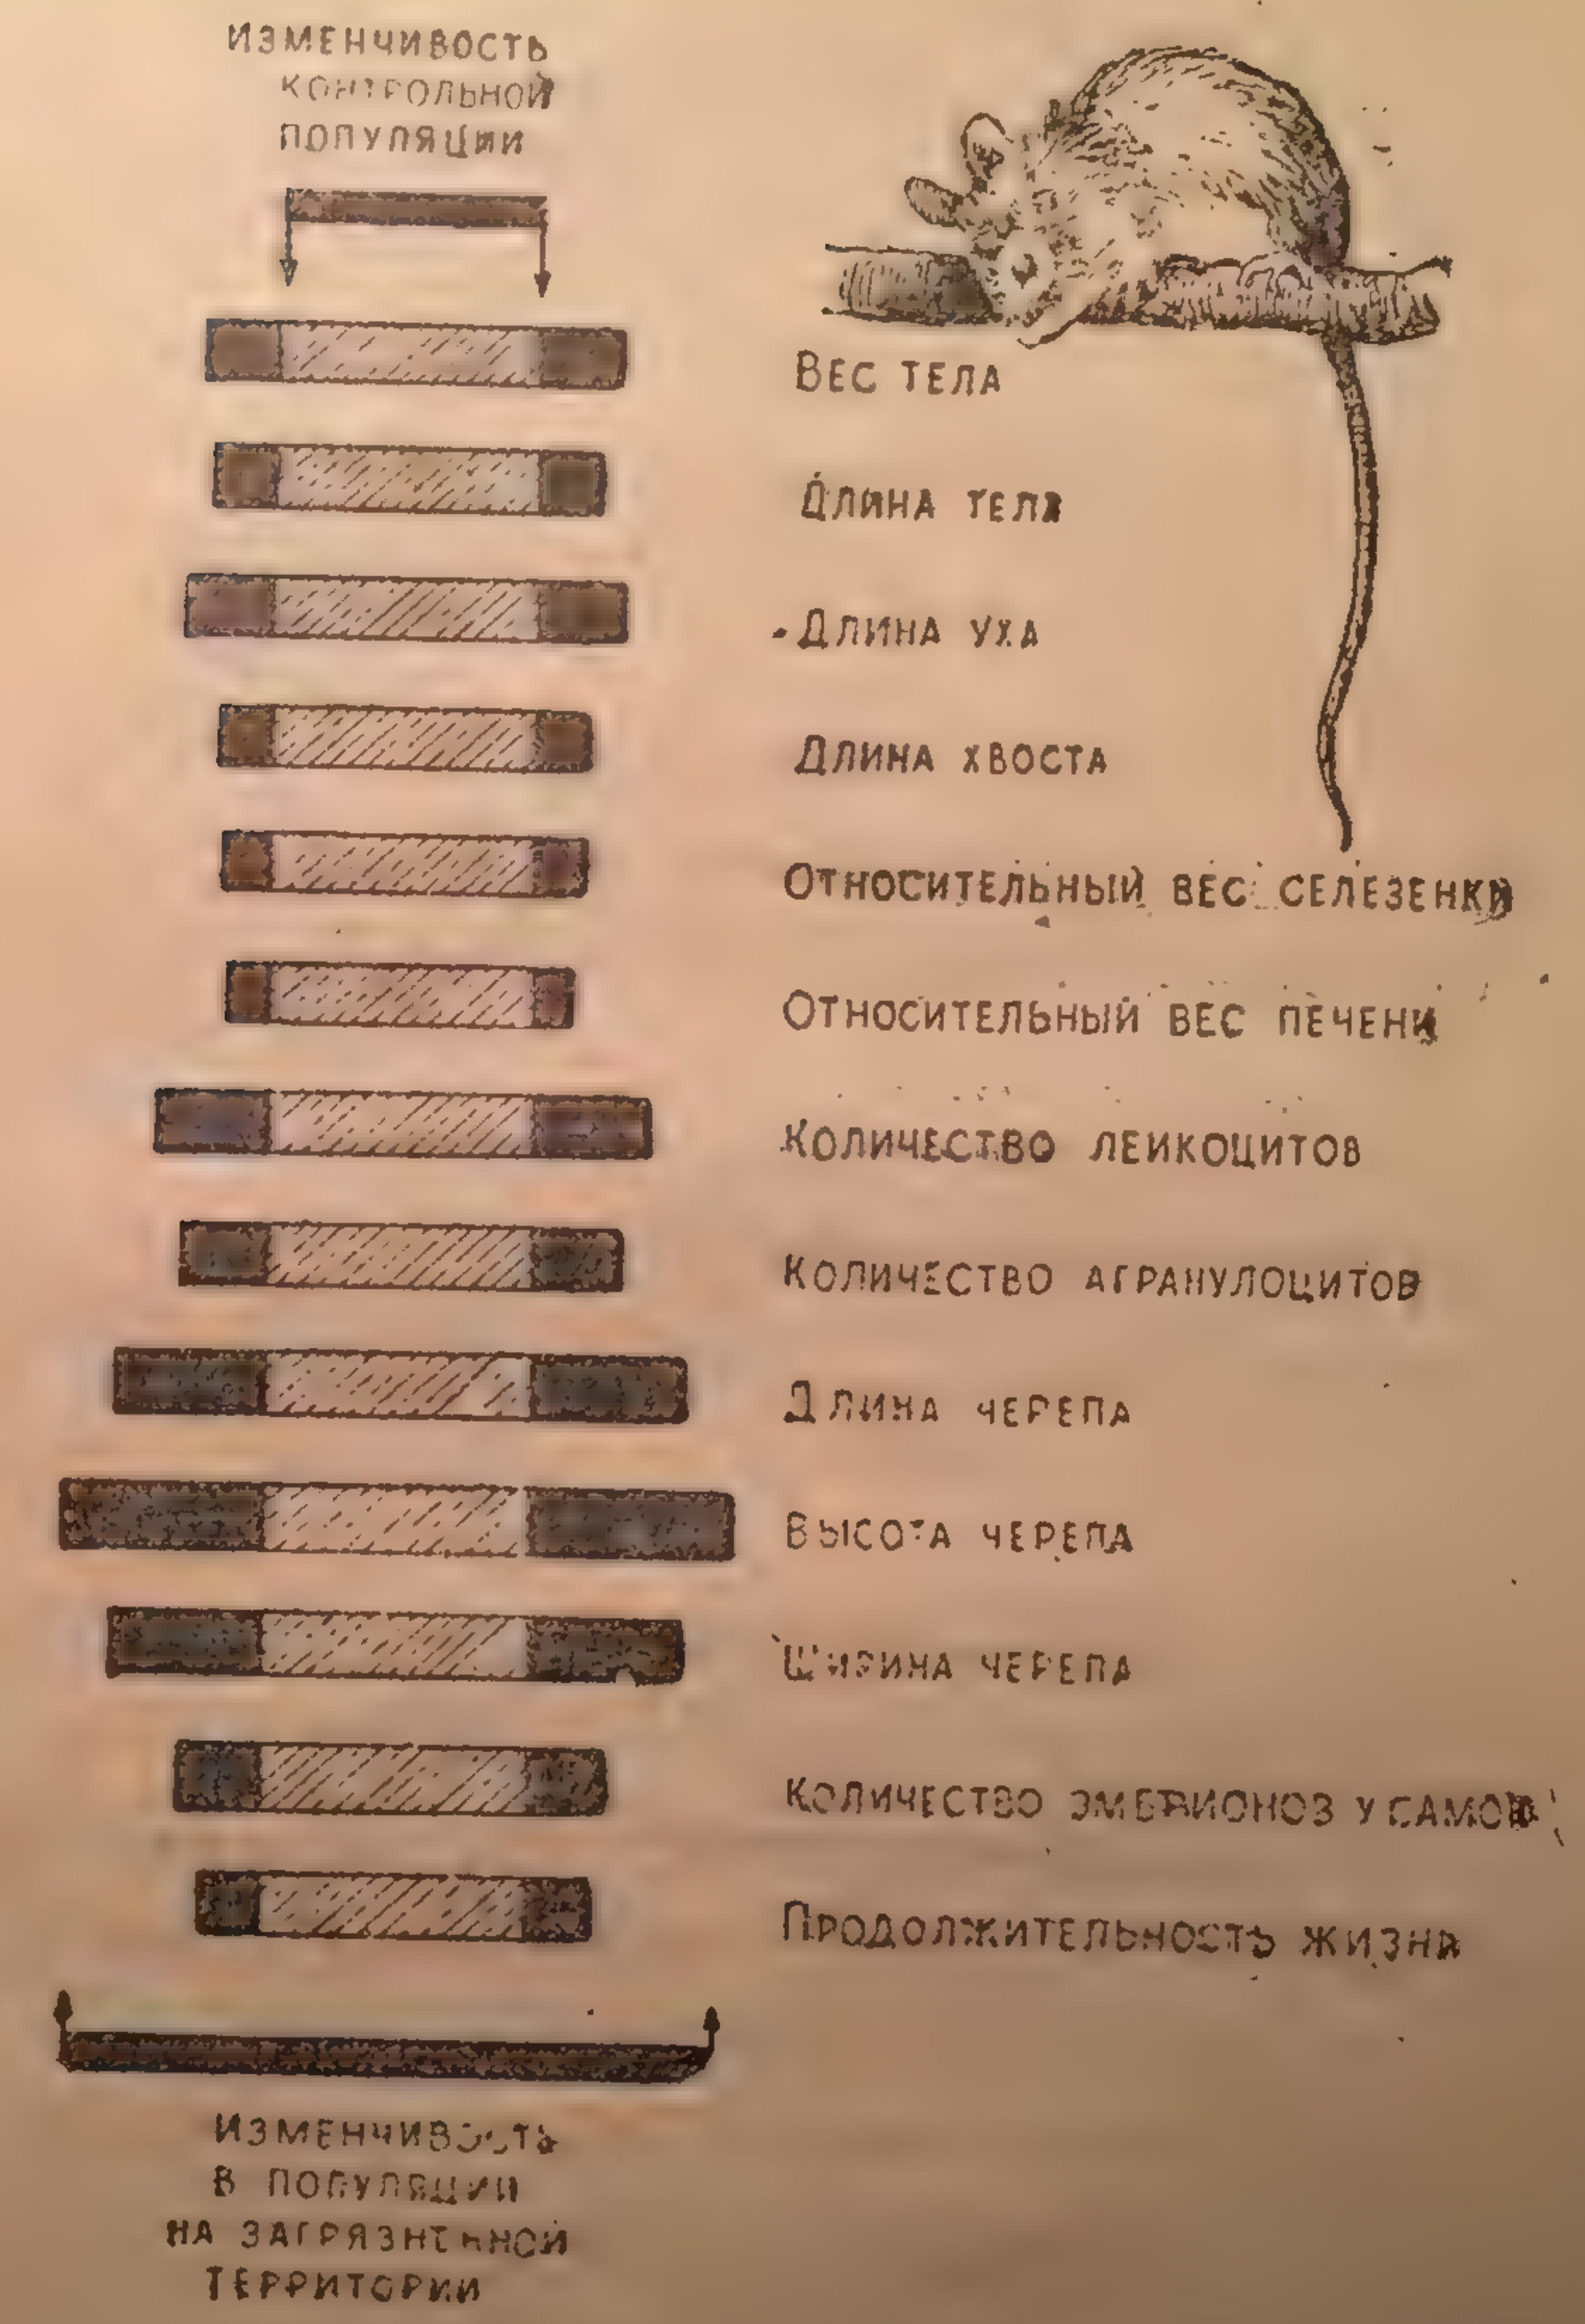 ИЗМЕНЧИВОСТЬ
КОНТРОЛЬНОЙ
ПОПУЛЯЦИИ
ВЕС ТЕЛА
ДЛИНА ТЕЛА
ДЛИНА УХА
ДЛИНА ХВОСТА
ОТНОСИТЕЛЬНЫЙ ВЕС СЕЛЕЗЕНКИ
ОТНОСИТЕЛЬНЫЙ ВЕС ПЕЧЕНИ
КОЛИЧЕСТВО ЛЕЙКОЦИТОВ
КОЛИЧЕСТВО АГРАНУЛОЦИТОВ
ДЛИНА ЧЕРЕПА
ВЫСОТА ЧЕРЕПА
ШИРИНА ЧЕРЕПА
КОЛИЧЕСТВО ЭМБРИОНОВ У САМОК
ПРОДОЛЖИТЕЛЬНОСТЬ ЖИЗНИ
ИЗМЕНЧИВОСТЬ
В ПОПУЛЯЦИИ
НА ЗАГРЯЗНЕННОЙ
ТЕРРИТОРИИ